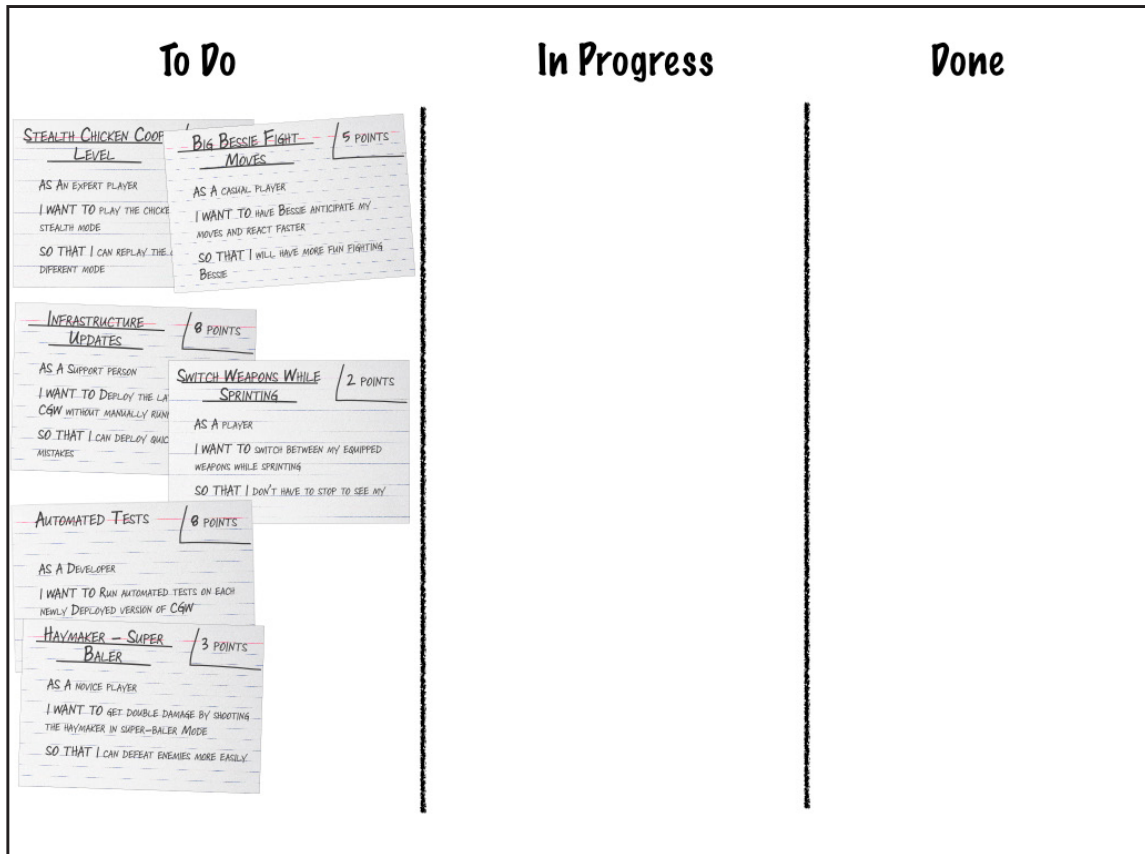 To Do
In Progress
Done
STEALTH CHICKEN COOP
LEVEL
AS AN EXPERT PLAYER
I WANT TO PLAY THE
STEALTH MODE
SO THAT I CAN REPLAY THE
DIFERENT MODE
BIG BESSIE FIGHT
MOVES
5 POINTS
AS A CASUAL PLAYER
I WANT TO HAVE BESSIE ANTICIPATE MY
MOVES AND REACT FASTER
SO THAT I WILL HAVE MORE FUN FIGHTING
BESSIE
INFRASTRUCTURE
UPDATES
8 POINTS
AS A SUPPORT PERSON
I WANT TO DEPLOY THE
CGW WITHOUT MANUALLY
SO THAT I CAN DEPLOY
MISTAKES
SWITCH WEAPONS WHILE
SPRINTING
2 POINTS
AS A PLAYER
I WANT TO SWITCH BETWEEN MY EQUIPPED
WEAPONS WHILE SPRINTING
SO THAT I DON'T HAVE TO STOP TO SEE MY
AUTOMATED TESTS
8 POINTS
AS A DEVELOPER
I WANT TO RUN AUTOMATED TESTS ON EACH
NEWLY DEPLOYED VERSION OF CGW
HAYMAKER – SUPER
BALER
3 POINTS
AS A NOVICE PLAYER
I WANT TO GET DOUBLE DAMAGE BY SHOOTING
THE HAYMAKER IN SUPER-BALER MODE
SO THAT I CAN DEFEAT ENEMIES MORE EASILY